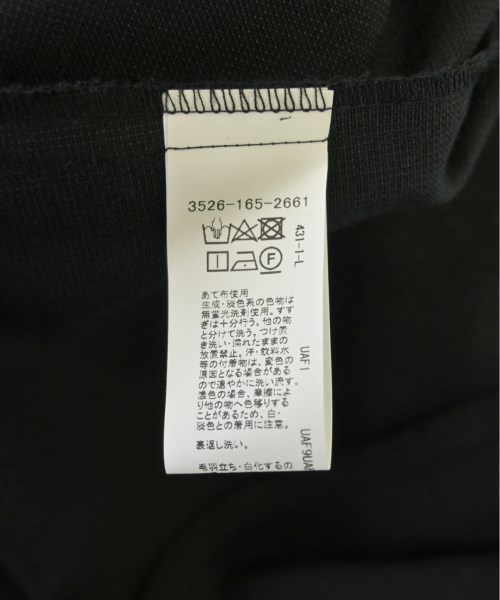 3526-165-2661
431-1-L
F
あて布使用
生成・淡色系の色物は
無蛍光洗剤使用。すす
ぎは十分行う。他の物
と分けて洗う。つけ置
き洗い・濡れたままの
放置禁止。汗・飲料水
等の付着物は、変色の
原因となる場合がある
ので速やかに洗い流す。
濃色の場合、摩擦によ
り他の物へ色移りする
ことがあるため、白・
淡色との着用に注意。
裏返し洗い。
毛羽立ち・白化するの
UAF1
UAF9UAF